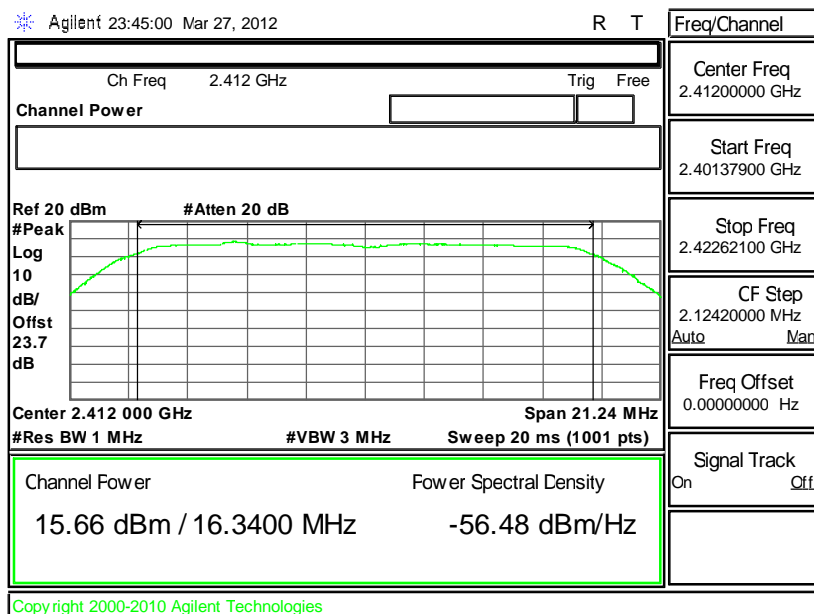 Agilent 23:45:00 Mar 27, 2012 R T
Freq/Channel
Ch Freq 2.412 GHz Trig Free
Channel Power
Center Freq
2.41200000 GHz
Start Freq
2.40137900 GHz
Stop Freq
2.42262100 GHz
CF Step
2.12420000 MHz
Auto Man
Freq Offset
0.00000000 Hz
Signal Track
On Off
Ref 20 dBm #Atten 20 dB
#Peak
Log
10
dB/
Offst
23.7
dB
Center 2.412 000 GHz Span 21.24 MHz
#Res BW 1 MHz #VBW 3 MHz Sweep 20 ms (1001 pts)
Channel Power Power Spectral Density
15.66 dBm / 16.3400 MHz -56.48 dBm/Hz
Copyright 2000-2010 Agilent Technologies